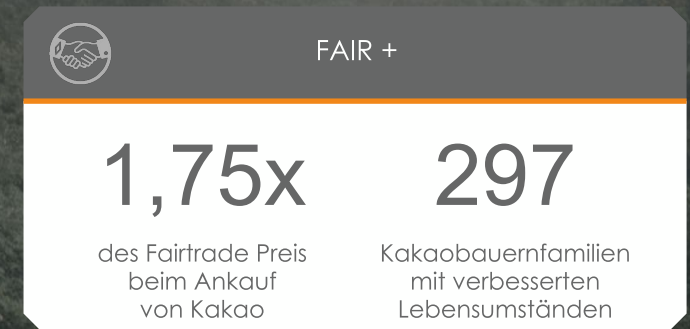 FAIR +
1,75x
des Fairtrade Preis
beim Ankauf
von Kakao
297
Kakaobauernfamilien
mit verbesserten
Lebensumständen